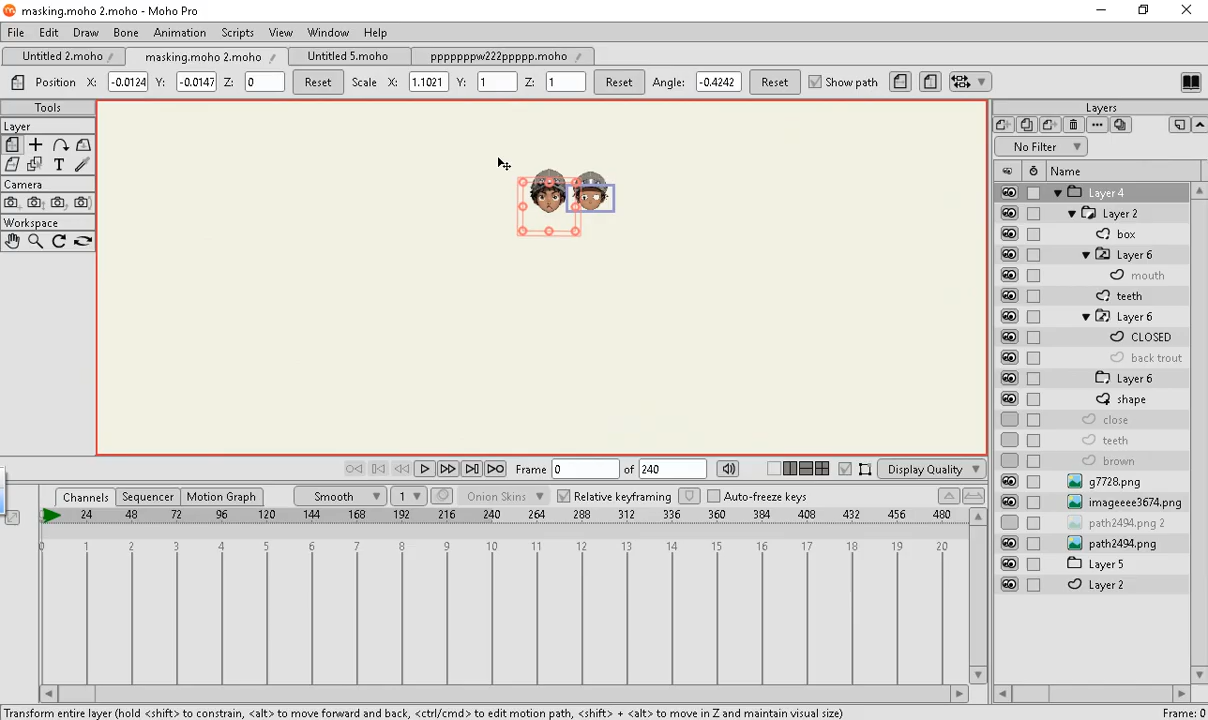 masking.moho 2.moho - Moho Pro
File Edit Draw Bone Animation Scripts View Window Help
Untitled 2.moho masking.moho 2.moho Untitled 5.moho pppppppw222ppppp.moho
Position X: -0.0124 Y: -0.0147 Z: 0 Reset Scale X: 1.1021 Y: 1 Z: 1 Reset Angle: -0.4242 Reset Show path
Tools
Layer
T
Camera
Workspace
Layers
No Filter
Name
Layer 4
Layer 2
box
Layer 6
mouth
teeth
Layer 6
CLOSED
back trout
Layer 6
shape
close
teeth
brown
g7728.png
imageeee3674.png
path2494.png 2
path2494.png
Layer 5
Layer 2
Frame 0 of 240 Display Quality
Channels Sequencer Motion Graph Smooth 1 Onion Skins Relative keyframing Auto-freeze keys
24 48 72 96 120 144 168 192 216 240 264 288 312 336 360 384 408 432 456 480
0 1 2 3 4 5 6 7 8 9 10 11 12 13 14 15 16 17 18 19 20
Transform entire layer (hold <shift> to constrain, <alt> to move forward and back, <ctrl/cmd> to edit motion path, <shift> + <alt> to move in Z and maintain visual size) Frame: 0